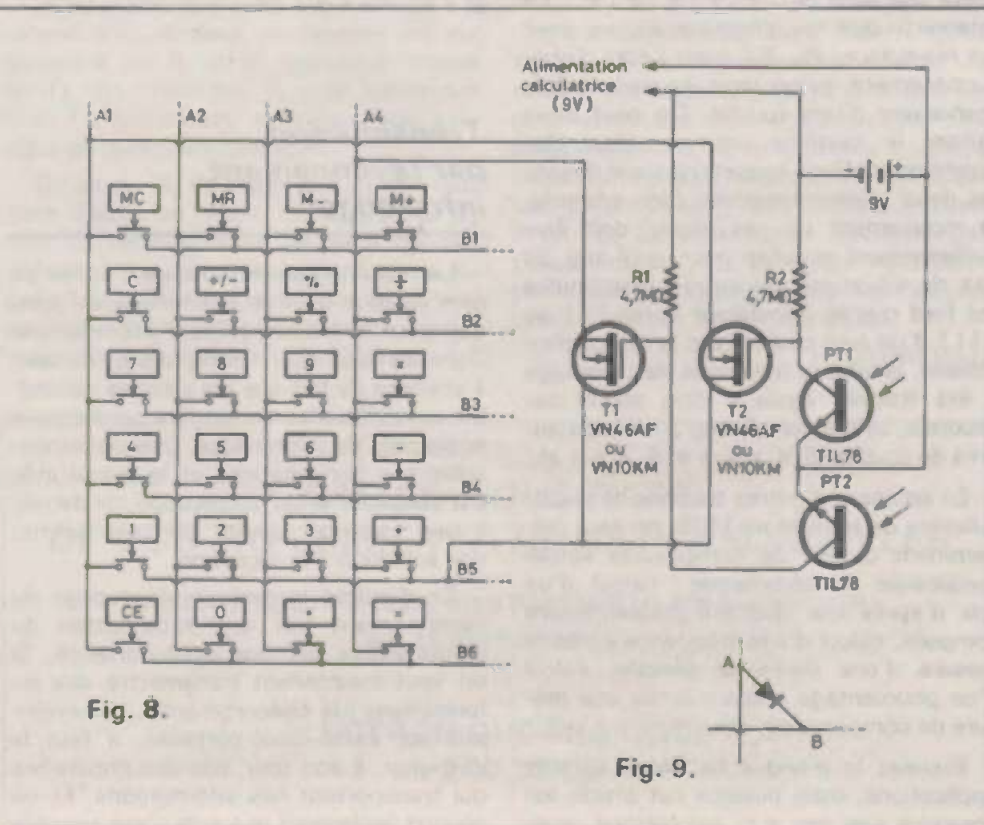 Alimentation
calculatrice
(9V)
A1 A2 A3 A4
9V
MC MR M- M+
B1
R1
4,7MΩ
R2
4,7MΩ
C +/- % ÷
B2
7 8 9 ×
B3
T1
VN46AF
ou
VN10KM
T2
VN46AF
ou
VN10KM
PT1
TIL78
4 5 6 -
B4
PT2
TIL78
1 2 3 +
B5
CE 0 • =
B6
Fig. 8.
A
B
Fig. 9.